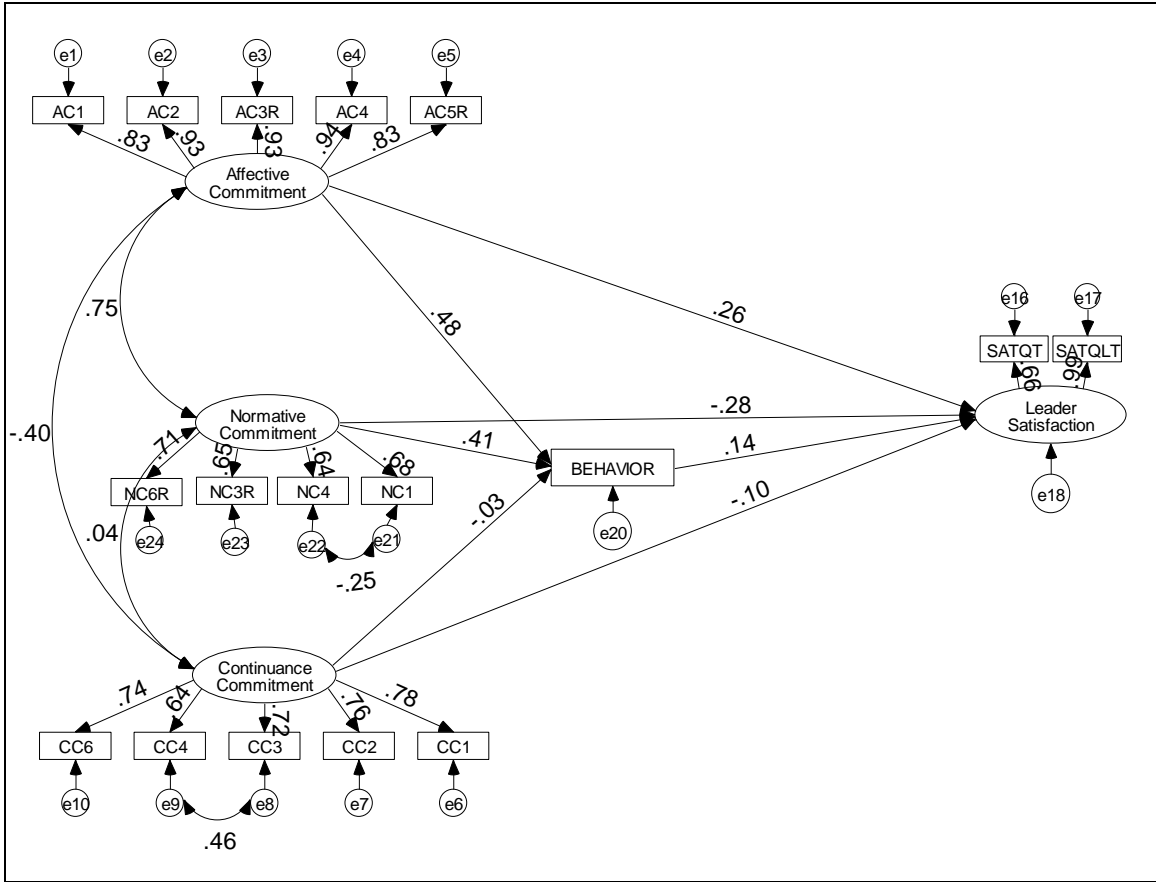 e1
e2
e3
e4
e5
AC1
AC2
AC3R
AC4
AC5R
.83
.93
.93
.94
.83
Affective
Commitment
.75
-.40
.48
.26
e16
e17
SATQT
SATQLT
.66
.99
Leader
Satisfaction
e18
Normative
Commitment
-.28
.41
.14
.71
.65
.64
.68
NC6R
NC3R
NC4
NC1
e24
e23
e22
e21
-.25
BEHAVIOR
e20
.04
-.03
-.10
Continuance
Commitment
.74
.64
.72
.76
.78
CC6
CC4
CC3
CC2
CC1
e10
e9
e8
e7
e6
.46